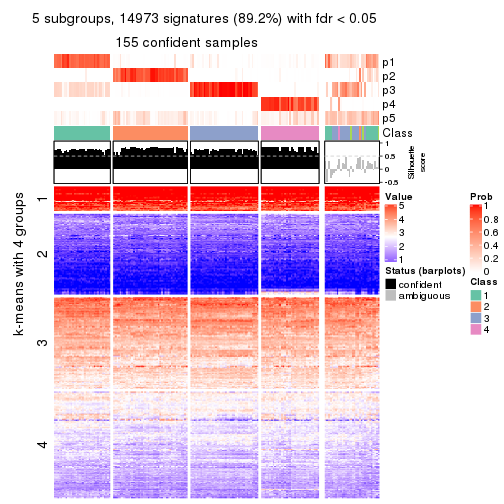 5 subgroups, 14973 signatures (89.2%) with fdr < 0.05
155 confident samples
p1
p2
p3
p4
p5
Class
1
0.5
0
-0.5
Silhouette
score
k-means with 4 groups
1
2
3
4
Value
5
4
3
2
1
Status (barplots)
confident
ambiguous
Prob
1
0.8
0.6
0.4
0.2
0
Class
1
2
3
4